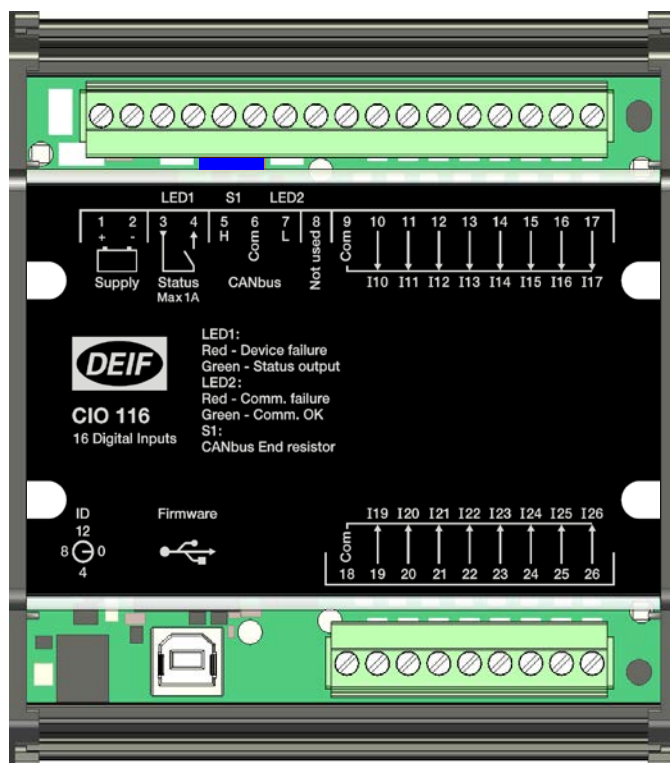 LED1 S1 LED2
1 2 3 4 5 6 7 8 9 10 11 12 13 14 15 16 17
+ - H Com L Not used Com
I10 I11 I12 I13 I14 I15 I16 I17
Supply Status CANbus
Max 1A
LED1:
Red - Device failure
Green - Status output
LED2:
Red - Comm. failure
Green - Comm. OK
S1:
CANbus End resistor
DEIF
CIO 116
16 Digital Inputs
ID
12
8 0
4
Firmware
I19 I20 I21 I22 I23 I24 I25 I26
Com
18 19 20 21 22 23 24 25 26